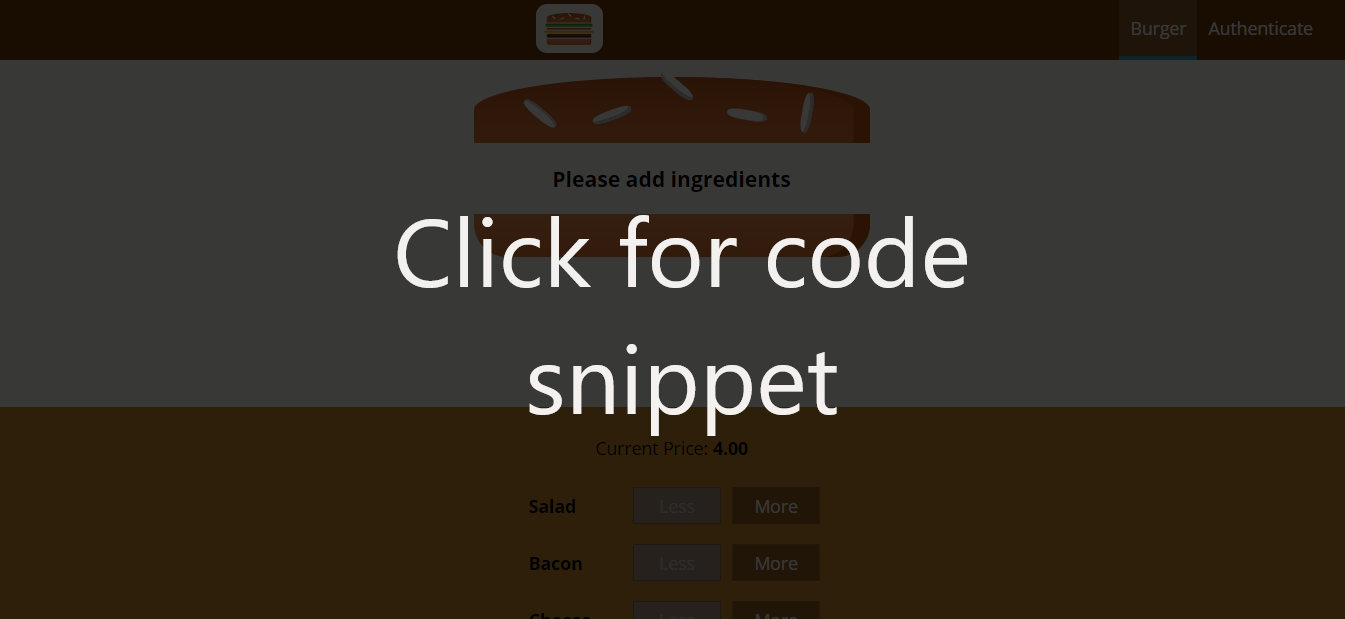 Burger Authenticate
Please add ingredients
Click for code
snippet
Current Price: 4.00
Salad Less More
Bacon Less More
Cheese Less More